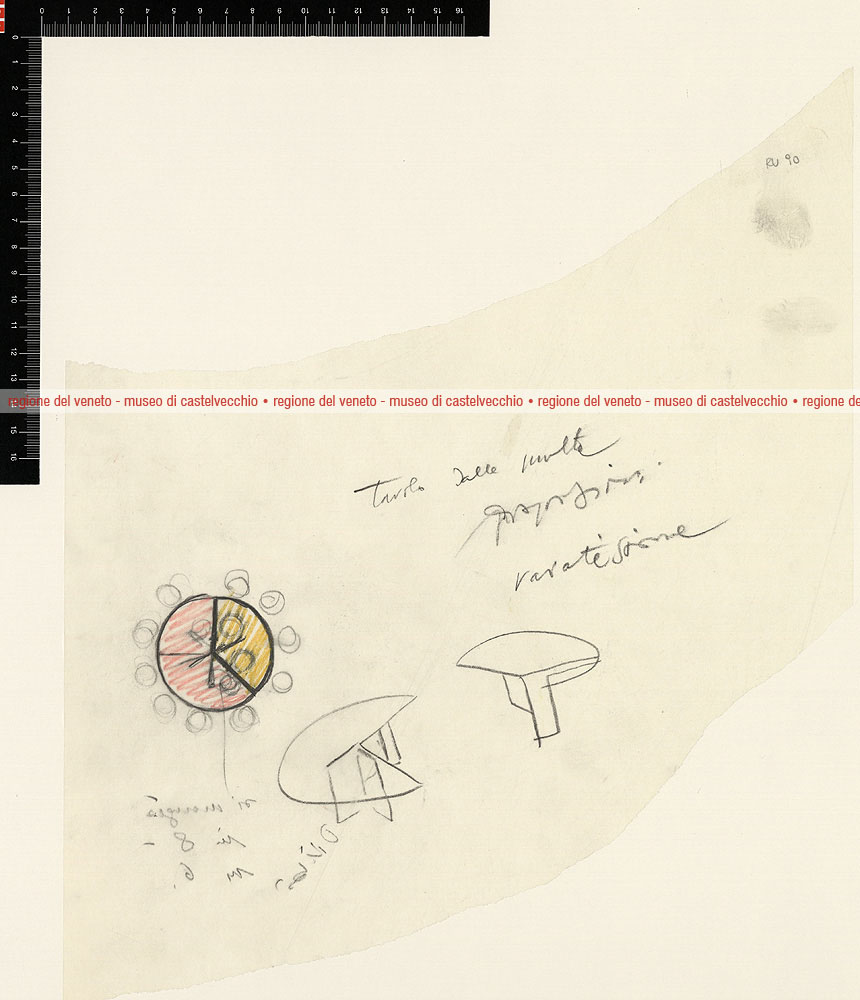 0 1 2 3 4 5 6 7 8 9 10 11 12 13 14 15 16
0 1 2 3 4 5 6 7 8 9 10 11 12 13 14 15 16
RV 90
regione del veneto - museo di castelvecchio • regione del veneto - museo di castelvecchio • regione del veneto - museo di castelvecchio • regione de
Tavolo dalle molte
proporzioni.
si mangia
in 8 -
in 6.